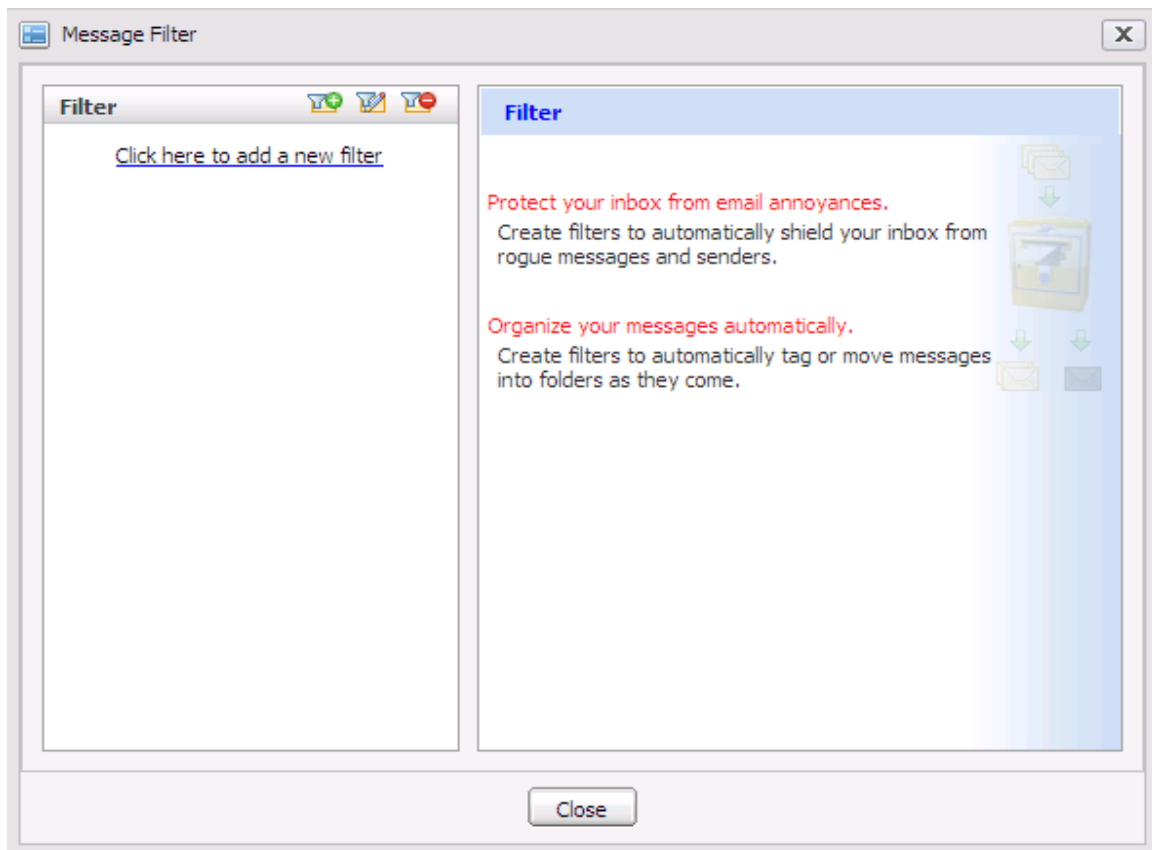 Message Filter
X
Filter
Click here to add a new filter
Filter
Protect your inbox from email annoyances.
Create filters to automatically shield your inbox from
rogue messages and senders.
Organize your messages automatically.
Create filters to automatically tag or move messages
into folders as they come.
Close